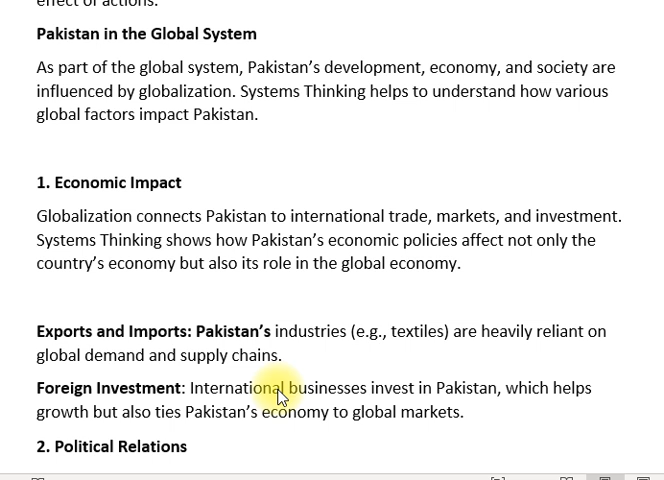 effect of actions.
Pakistan in the Global System
As part of the global system, Pakistan’s development, economy, and society are
influenced by globalization. Systems Thinking helps to understand how various
global factors impact Pakistan.
1. Economic Impact
Globalization connects Pakistan to international trade, markets, and investment.
Systems Thinking shows how Pakistan’s economic policies affect not only the
country’s economy but also its role in the global economy.
Exports and Imports: Pakistan’s industries (e.g., textiles) are heavily reliant on
global demand and supply chains.
Foreign Investment: International businesses invest in Pakistan, which helps
growth but also ties Pakistan’s economy to global markets.
2. Political Relations